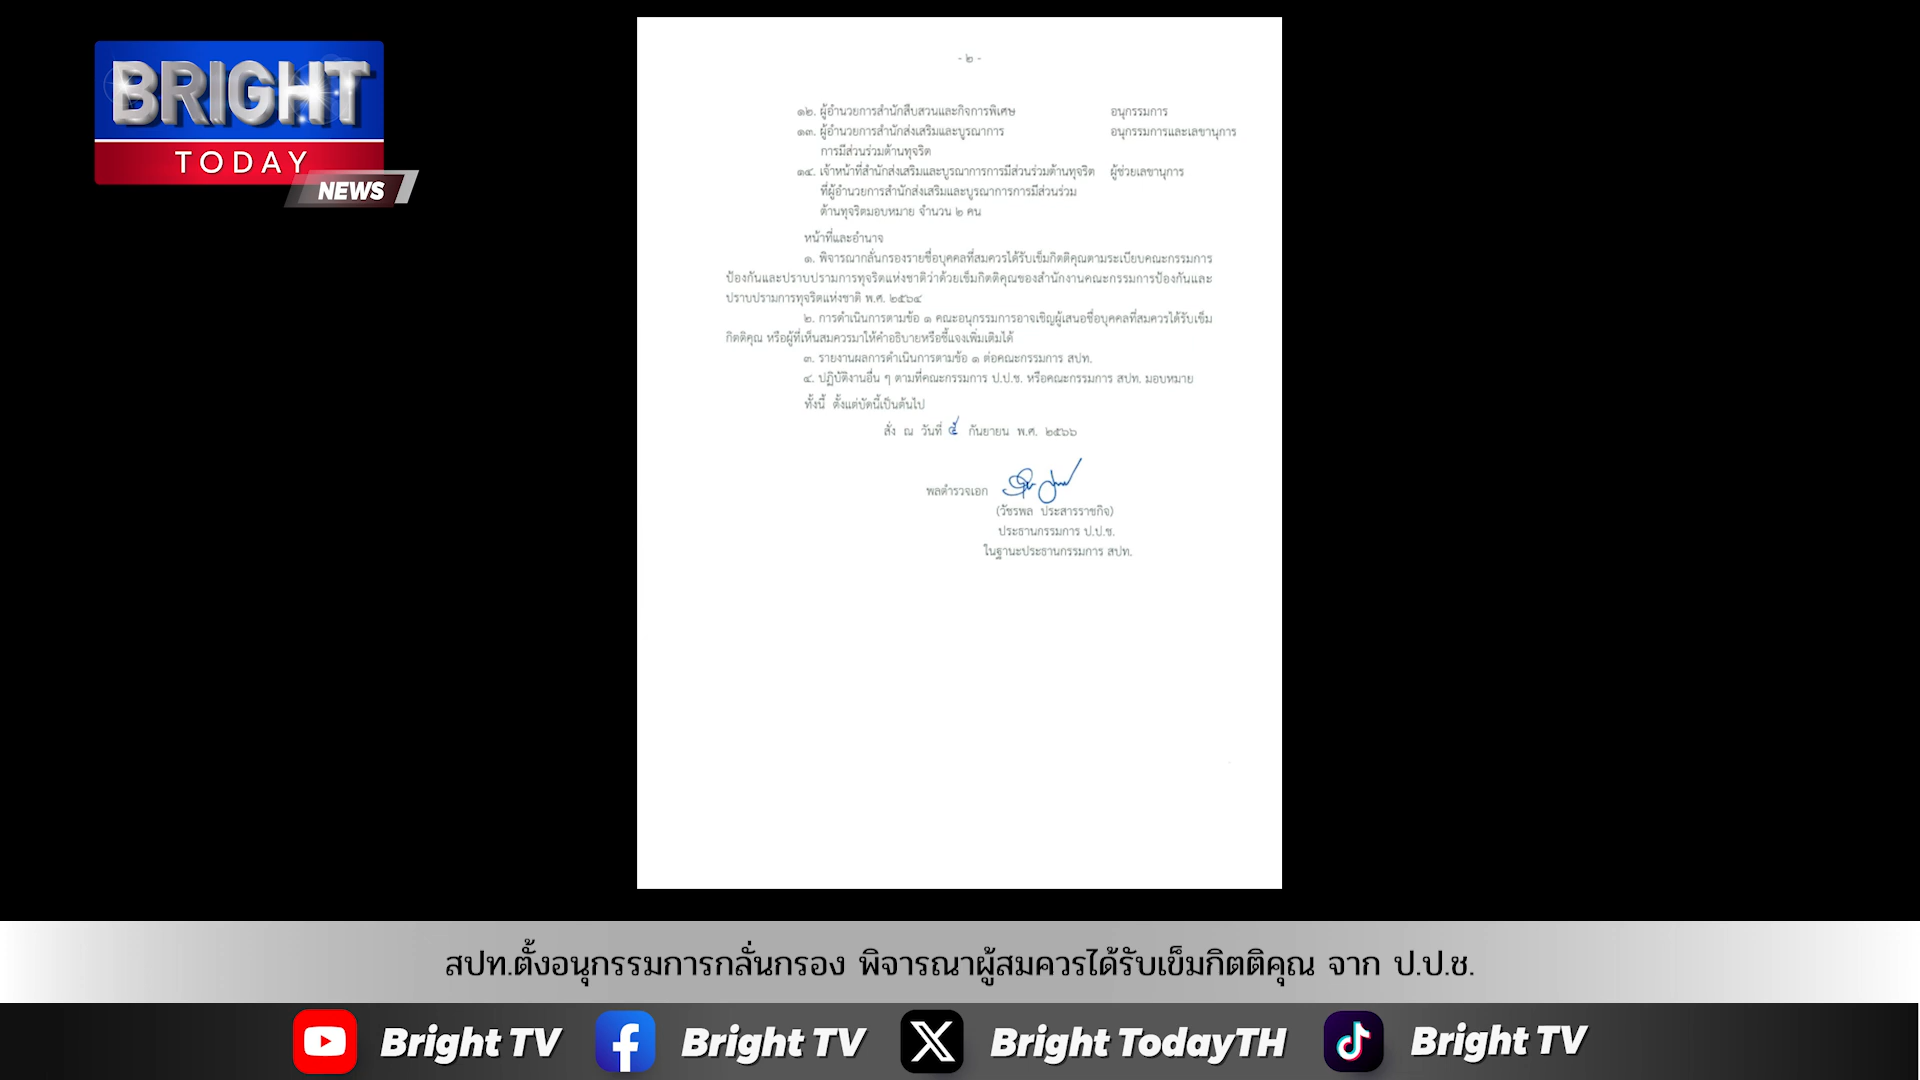 BRIGHT
TODAY
NEWS
- ๒ -
๑๒. ผู้อำนวยการสำนักสืบสวนและกิจการพิเศษ อนุกรรมการ
๑๓. ผู้อำนวยการสำนักส่งเสริมและบูรณาการ อนุกรรมการและเลขานุการ
การมีส่วนร่วมต้านทุจริต
๑๔. เจ้าหน้าที่สำนักส่งเสริมและบูรณาการการมีส่วนร่วมต้านทุจริต ผู้ช่วยเลขานุการ
ที่ผู้อำนวยการสำนักส่งเสริมและบูรณาการการมีส่วนร่วม
ต้านทุจริตมอบหมาย จำนวน ๒ คน
หน้าที่และอำนาจ
๑. พิจารณากลั่นกรองรายชื่อบุคคลที่สมควรได้รับเข็มกิตติคุณตามระเบียบคณะกรรมการ
ป้องกันและปราบปรามการทุจริตแห่งชาติว่าด้วยเข็มกิตติคุณของสำนักงานคณะกรรมการป้องกันและ
ปราบปรามการทุจริตแห่งชาติ พ.ศ. ๒๕๖๔
๒. การดำเนินการตามข้อ ๑ คณะอนุกรรมการอาจเชิญผู้เสนอชื่อบุคคลที่สมควรได้รับเข็ม
กิตติคุณ หรือผู้ที่เห็นสมควรมาให้คำอธิบายหรือชี้แจงเพิ่มเติมได้
๓. รายงานผลการดำเนินการตามข้อ ๑ ต่อคณะกรรมการ สปท.
๔. ปฏิบัติงานอื่น ๆ ตามที่คณะกรรมการ ป.ป.ช. หรือคณะกรรมการ สปท. มอบหมาย
ทั้งนี้ ตั้งแต่บัดนี้เป็นต้นไป
สั่ง ณ วันที่ กันยายน พ.ศ. ๒๕๖๖
พลตำรวจเอก
(วัชรพล ประสารราชกิจ)
ประธานกรรมการ ป.ป.ช.
ในฐานะประธานกรรมการ สปท.
สปท.ตั้งอนุกรรมการกลั่นกรอง พิจารณาผู้สมควรได้รับเข็มกิตติคุณ จาก ป.ป.ช.
Bright TV Bright TV Bright TodayTH Bright TV